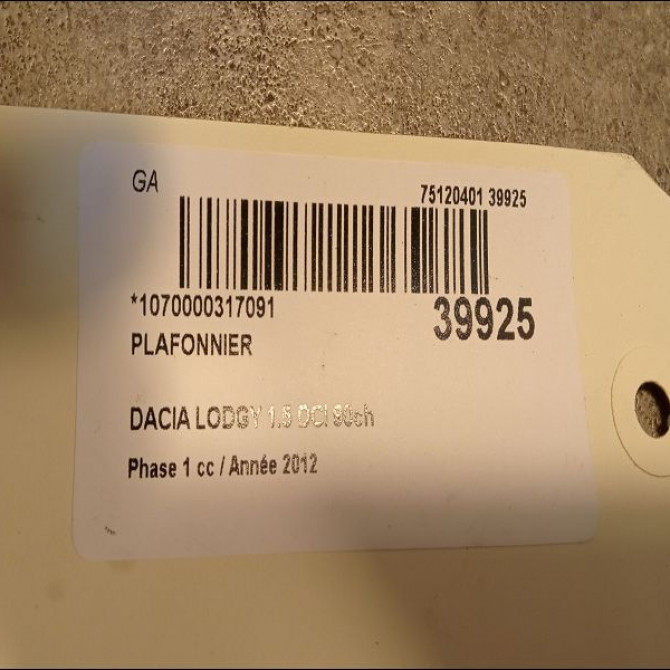 GA
75120401 39925
*1070000317091
39925
PLAFONNIER
DACIA LODGY 1.5 DCI 90ch
Phase 1 cc / Année 2012